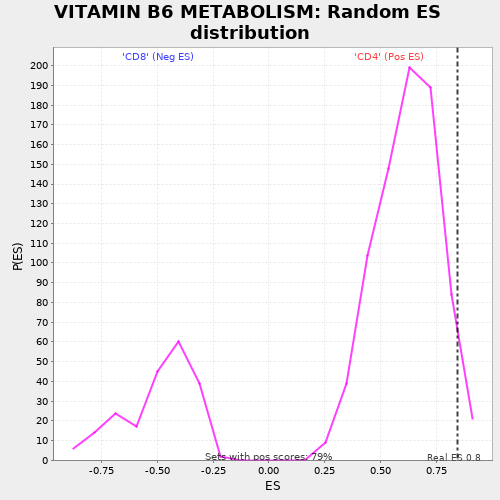 VITAMIN B6 METABOLISM: Random ES
distribution
'CD8' (Neg ES)
'CD4' (Pos ES)
200
190
180
170
160
150
140
130
120
110
100
90
80
70
60
50
40
30
20
10
0
P(ES)
Sets with pos scores: 79%
Real ES 0.8
-0.75 -0.50 -0.25 0.00 0.25 0.50 0.75
ES